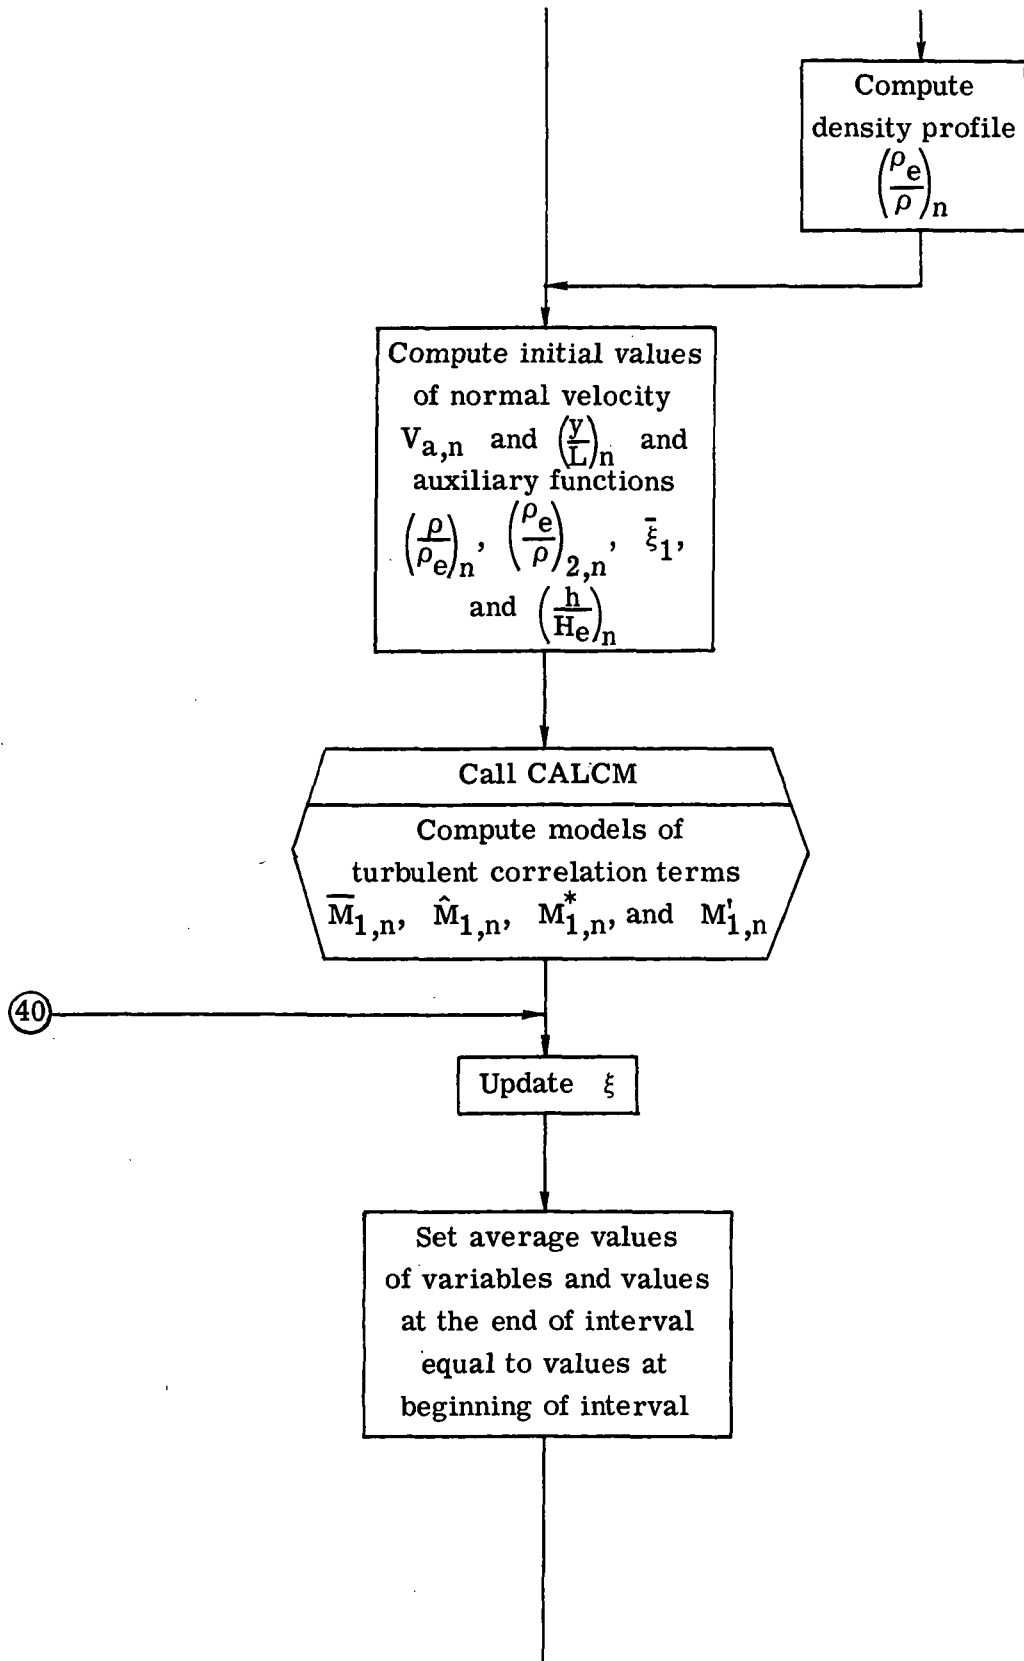 Compute
density profile
(ρe/ρ)n
Compute initial values
of normal velocity
Va,n and (y/L)n and
auxiliary functions
(ρ/ρe)n, (ρe/ρ)2,n, ξ̄1,
and (h/He)n
Call CALCM
Compute models of
turbulent correlation terms
M̅1,n, M̂1,n, M*1,n, and M'1,n
40
Update ξ
Set average values
of variables and values
at the end of interval
equal to values at
beginning of interval